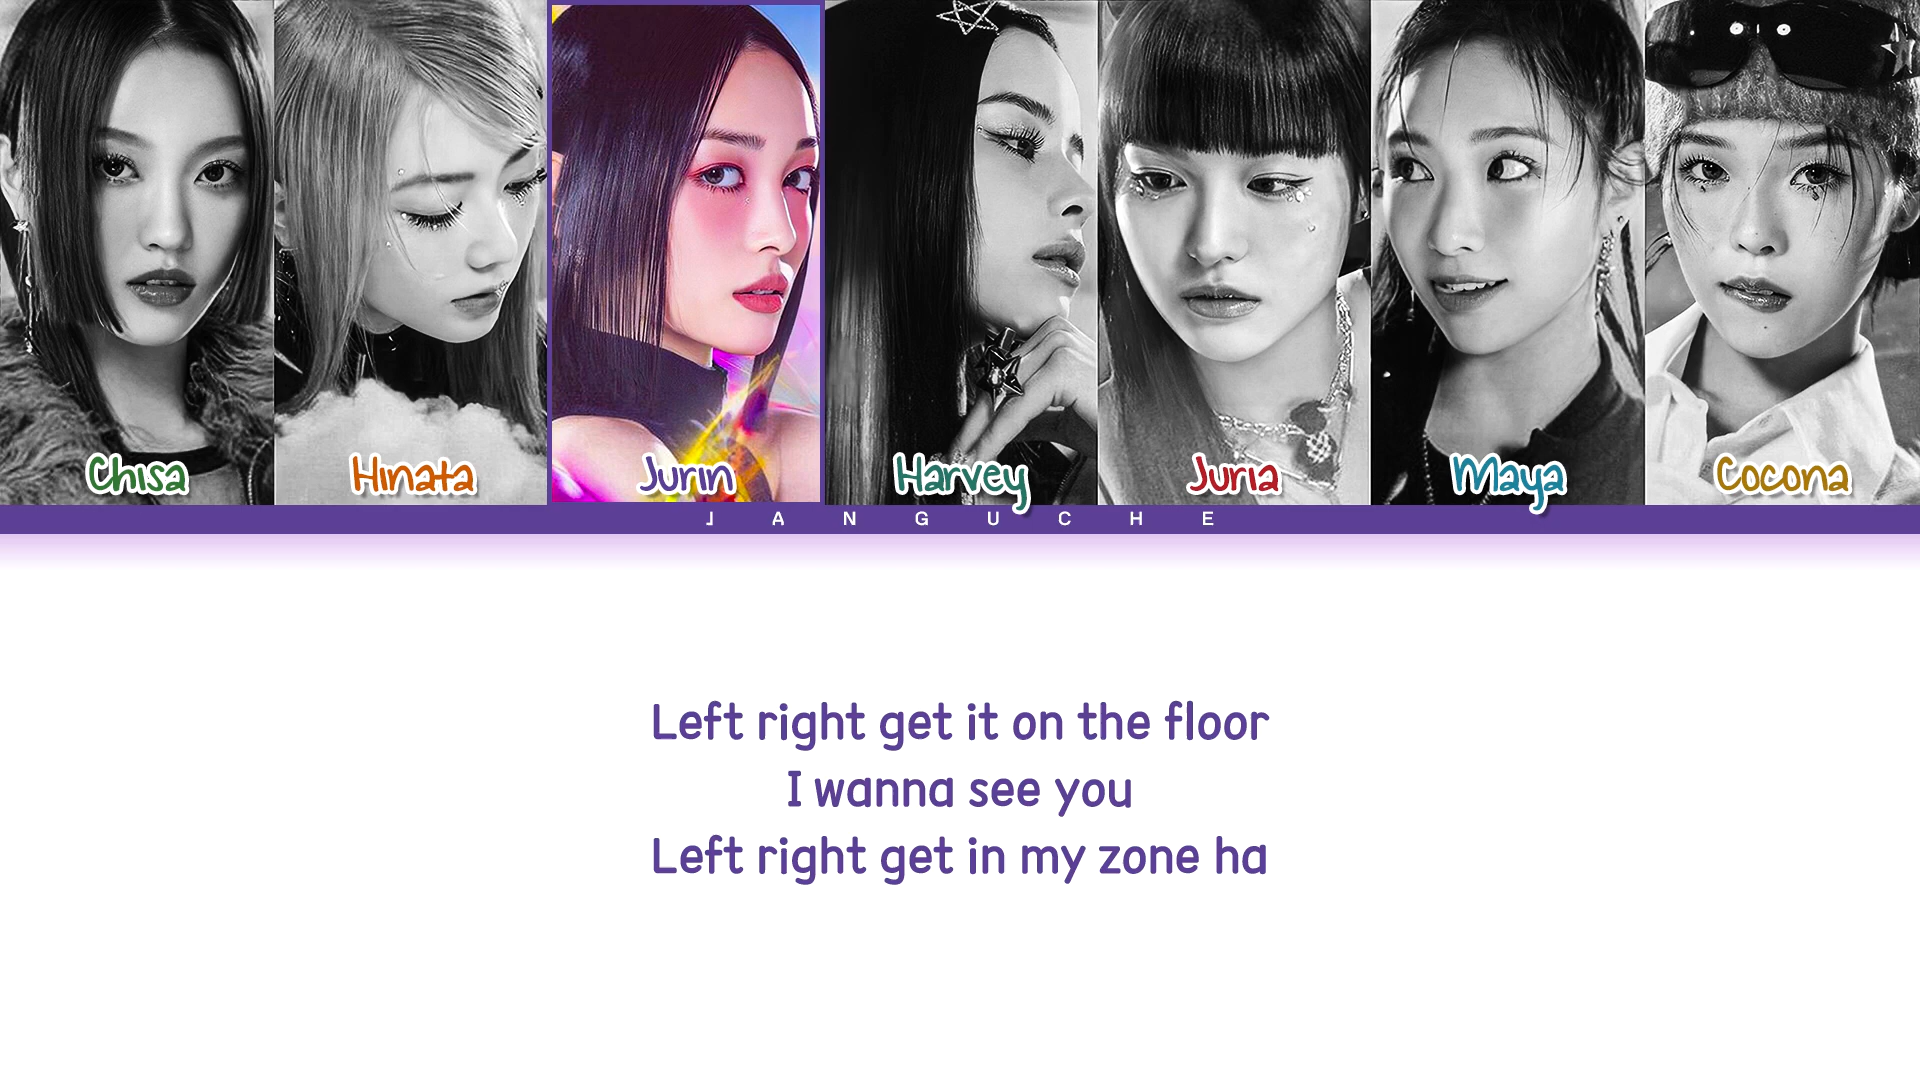 Chisa Hinata Jurin Harvey Juria Maya Cocona
JANGUCHE
Left right get it on the floor
I wanna see you
Left right get in my zone ha